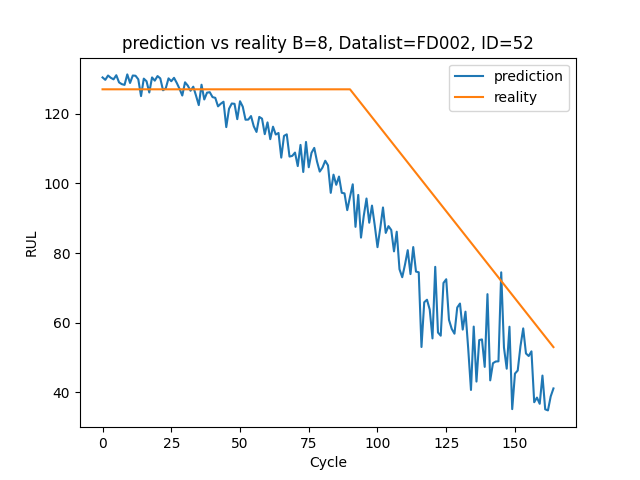 prediction vs reality B=8, Datalist=FD002, ID=52
prediction
reality
RUL
120
100
80
60
40
0 25 50 75 100 125 150
Cycle